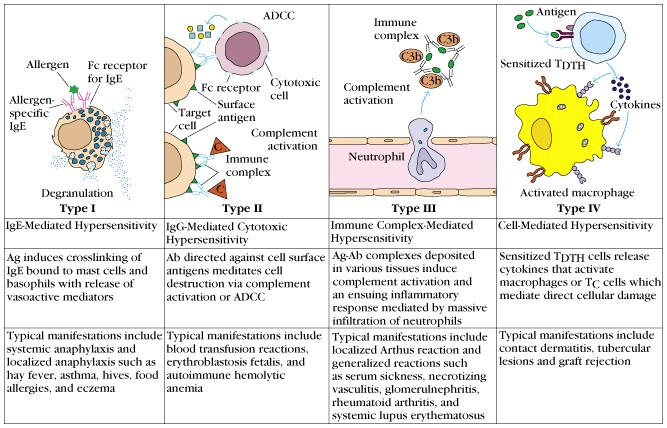 Allergen
Fc receptor
for IgE
Allergen-
specific
IgE
Degranulation
Type I
ADCC
Fc receptor
Cytotoxic
cell
Surface
antigen
Target
cell
Complement
activation
Immune
complex
C
C
Type II
Immune
complex
C3b
C3b
C3b
Complement
activation
Neutrophil
Type III
Antigen
Sensitized TDTH
Cytokines
Activated macrophage
Type IV
IgE-Mediated Hypersensitivity
IgG-Mediated Cytotoxic
Hypersensitivity
Immune Complex-Mediated
Hypersensitivity
Cell-Mediated Hypersensitivity
Ag induces crosslinking of
IgE bound to mast cells and
basophils with release of
vasoactive mediators
Ab directed against cell surface
antigens meditates cell
destruction via complement
activation or ADCC
Ag-Ab complexes deposited
in various tissues induce
complement activation and
an ensuing inflammatory
response mediated by massive
infiltration of neutrophils
Sensitized TDTH cells release
cytokines that activate
macrophages or TC cells which
mediate direct cellular damage
Typical manifestations include
systemic anaphylaxis and
localized anaphylaxis such as
hay fever, asthma, hives, food
allergies, and eczema
Typical manifestations include
blood transfusion reactions,
erythroblastosis fetalis, and
autoimmune hemolytic
anemia
Typical manifestations include
localized Arthus reaction and
generalized reactions such
as serum sickness, necrotizing
vasculitis, glomerulnephritis,
rheumatoid arthritis, and
systemic lupus erythematosus
Typical manifestations include
contact dermatitis, tubercular
lesions and graft rejection